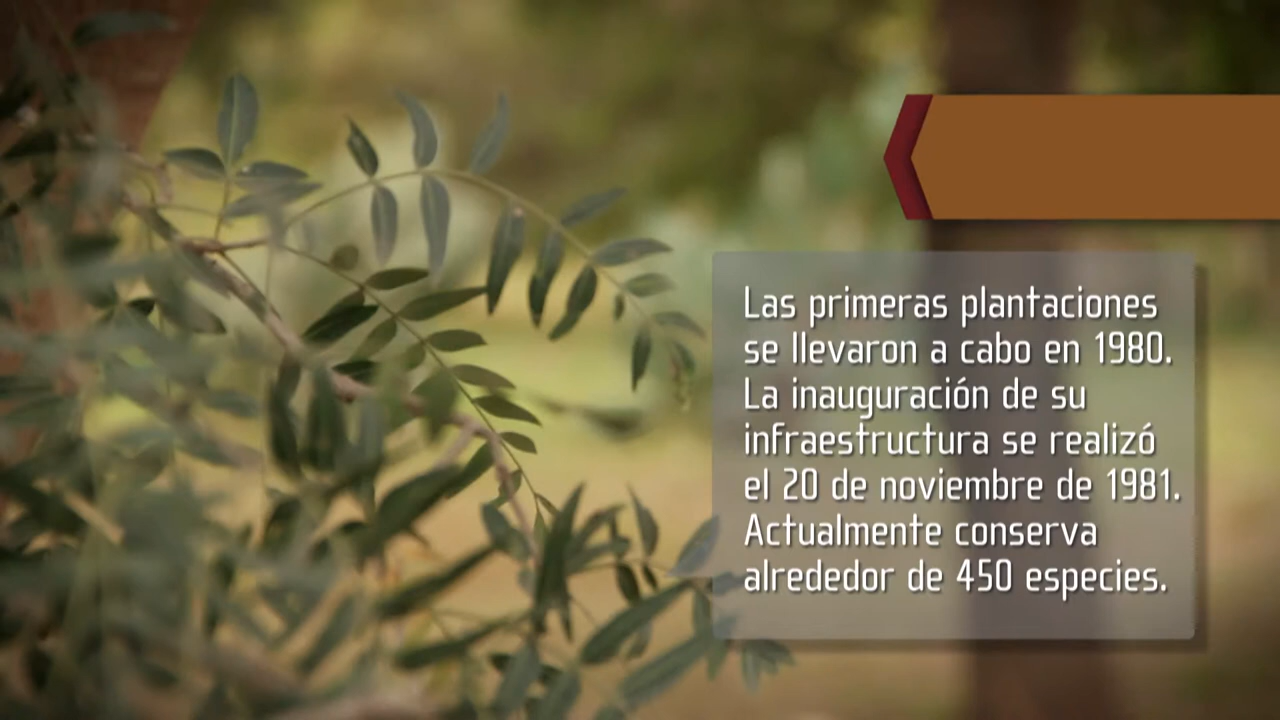 Las primeras plantaciones
se llevaron a cabo en 1980.
La inauguración de su
infraestructura se realizó
el 20 de noviembre de 1981.
Actualmente conserva
alrededor de 450 especies.